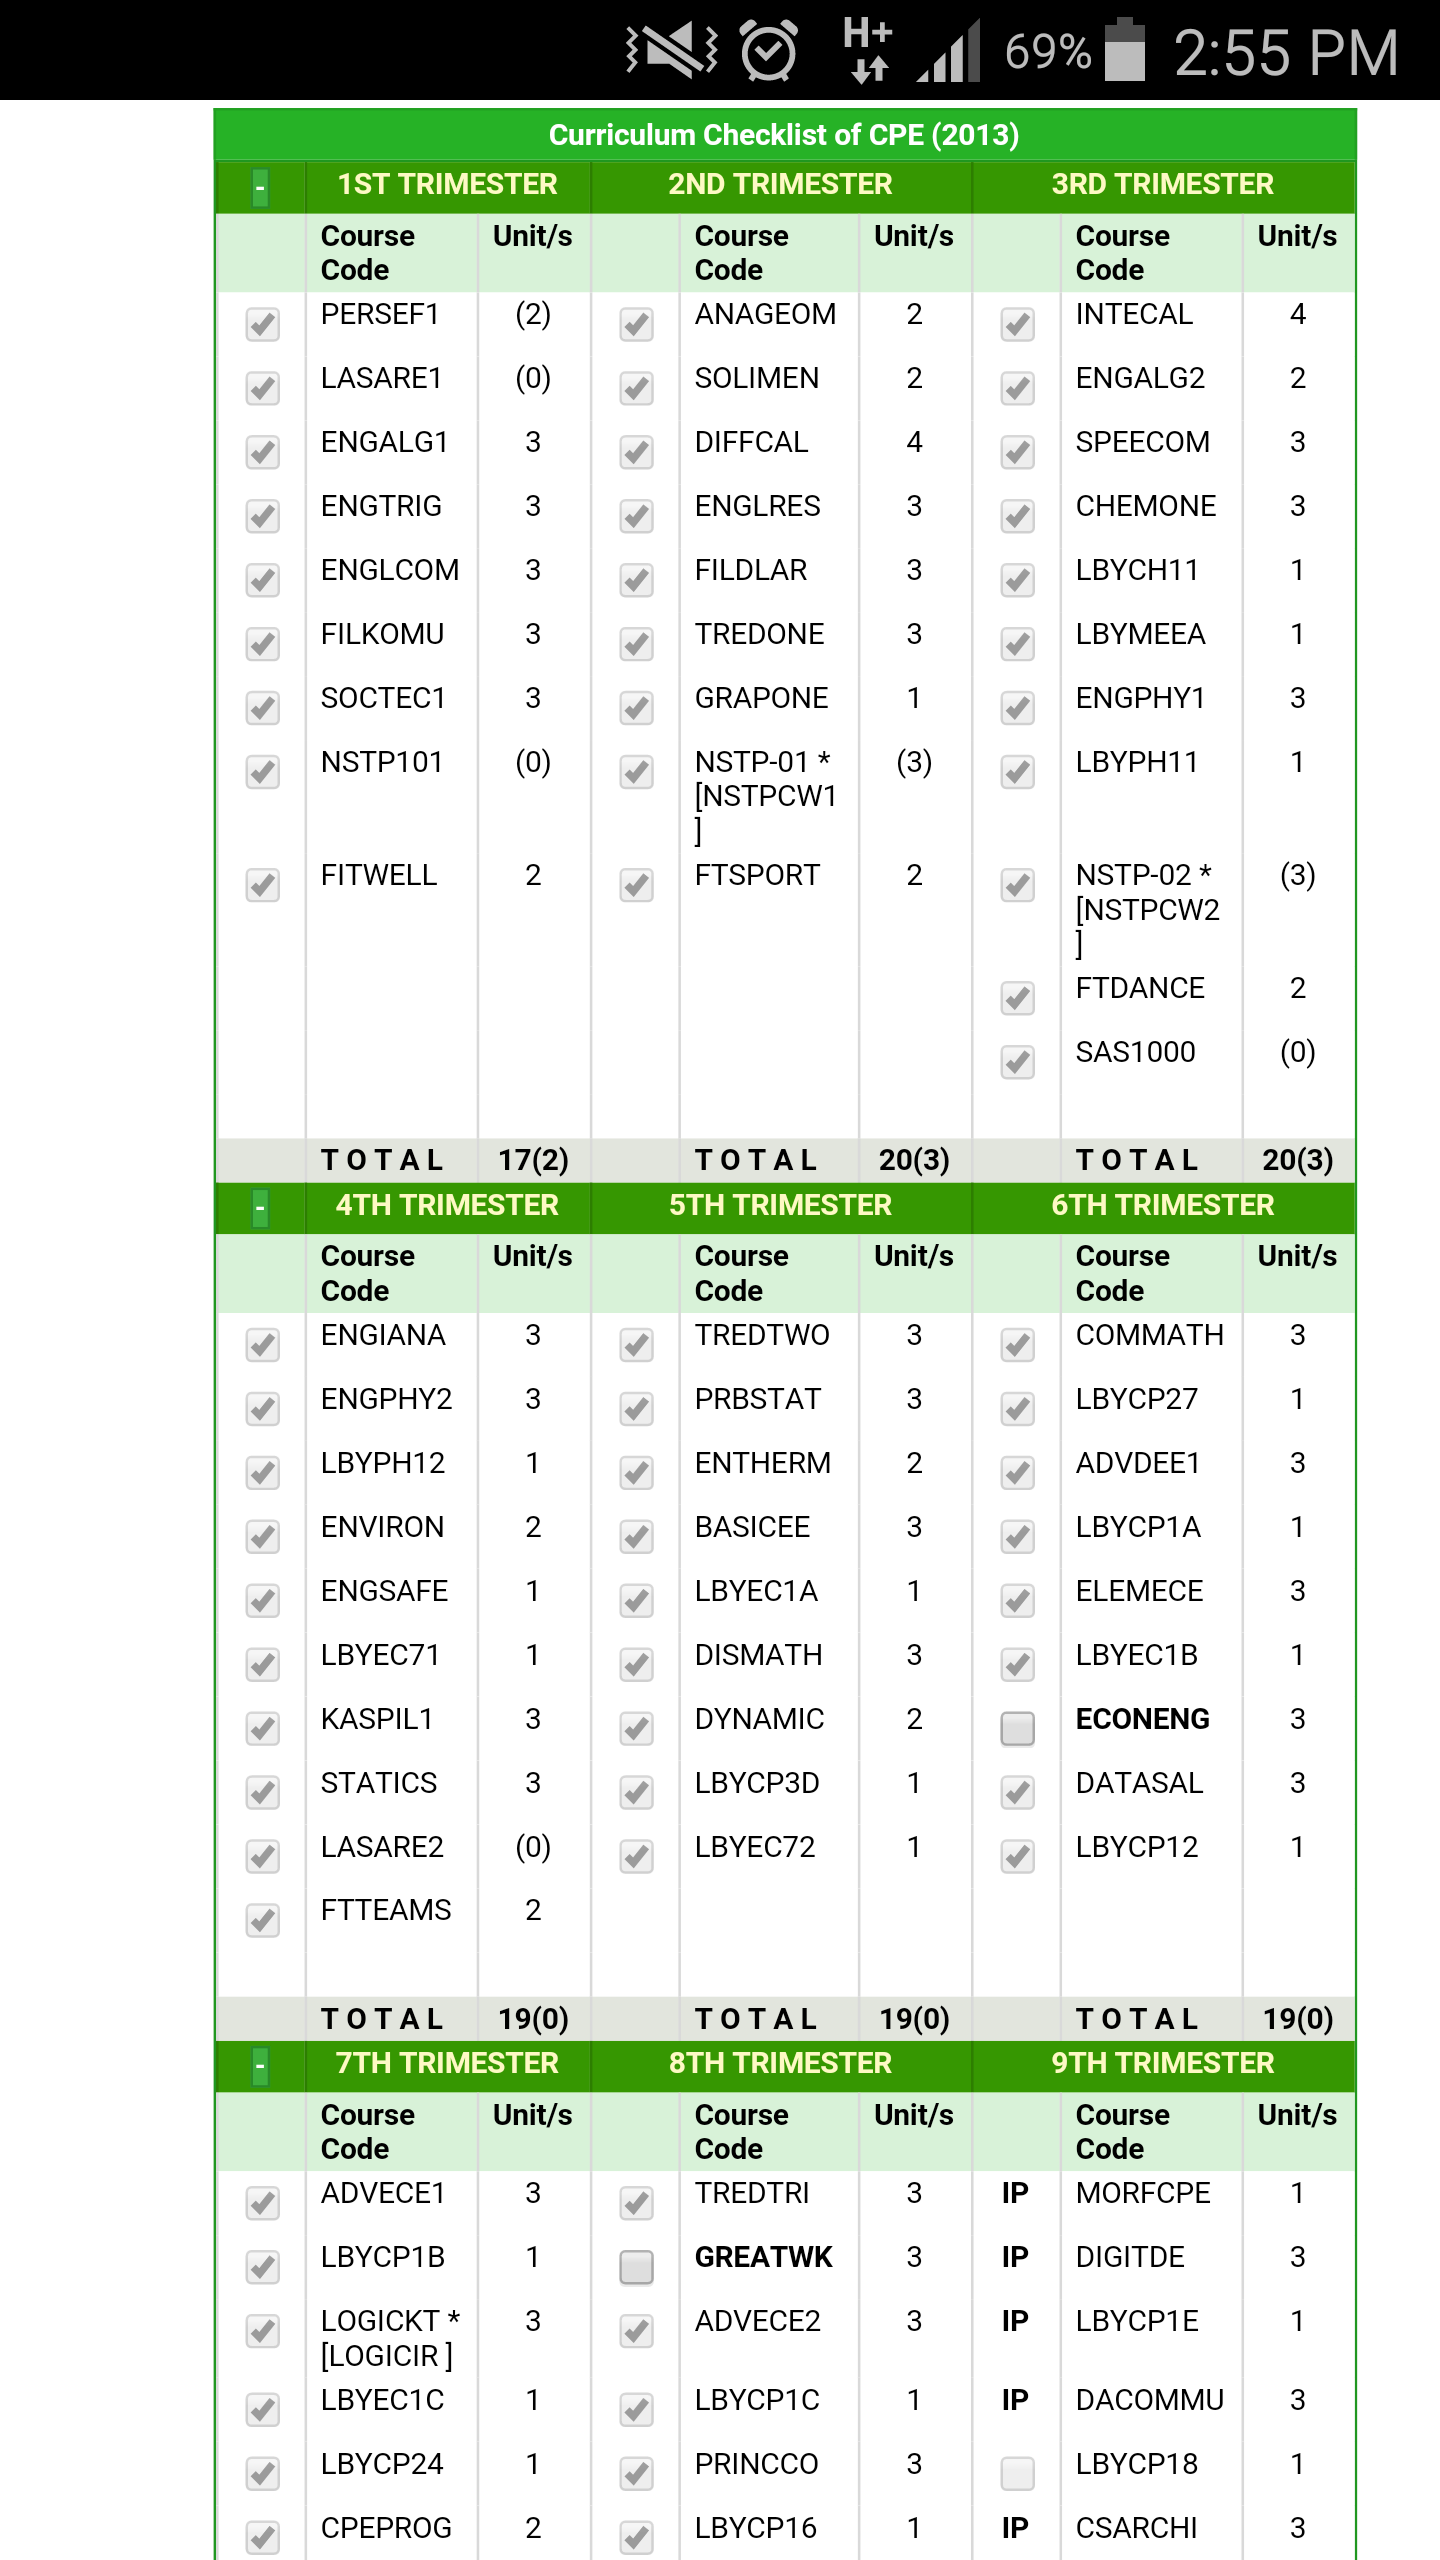 H+ 69% 2:55 PM
Curriculum Checklist of CPE (2013)
- 1ST TRIMESTER 2ND TRIMESTER 3RD TRIMESTER
Course Unit/s Course Unit/s Course Unit/s
Code Code Code
PERSEF1 (2) ANAGEOM 2 INTECAL 4
LASARE1 (0) SOLIMEN 2 ENGALG2 2
ENGALG1 3 DIFFCAL 4 SPEECOM 3
ENGTRIG 3 ENGLRES 3 CHEMONE 3
ENGLCOM 3 FILDLAR 3 LBYCH11 1
FILKOMU 3 TREDONE 3 LBYMEEA 1
SOCTEC1 3 GRAPONE 1 ENGPHY1 3
NSTP101 (0) NSTP-01 * (3) LBYPH11 1
[NSTPCW1
]
FITWELL 2 FTSPORT 2 NSTP-02 * (3)
[NSTPCW2
]
FTDANCE 2
SAS1000 (0)
T O T A L 17(2) T O T A L 20(3) T O T A L 20(3)
- 4TH TRIMESTER 5TH TRIMESTER 6TH TRIMESTER
Course Unit/s Course Unit/s Course Unit/s
Code Code Code
ENGIANA 3 TREDTWO 3 COMMATH 3
ENGPHY2 3 PRBSTAT 3 LBYCP27 1
LBYPH12 1 ENTHERM 2 ADVDEE1 3
ENVIRON 2 BASICEE 3 LBYCP1A 1
ENGSAFE 1 LBYEC1A 1 ELEMECE 3
LBYEC71 1 DISMATH 3 LBYEC1B 1
KASPIL1 3 DYNAMIC 2 ECONENG 3
STATICS 3 LBYCP3D 1 DATASAL 3
LASARE2 (0) LBYEC72 1 LBYCP12 1
FTTEAMS 2
T O T A L 19(0) T O T A L 19(0) T O T A L 19(0)
- 7TH TRIMESTER 8TH TRIMESTER 9TH TRIMESTER
Course Unit/s Course Unit/s Course Unit/s
Code Code Code
ADVECE1 3 TREDTRI 3 IP MORFCPE 1
LBYCP1B 1 GREATWK 3 IP DIGITDE 3
LOGICKT * 3 ADVECE2 3 IP LBYCP1E 1
[LOGICIR ]
LBYEC1C 1 LBYCP1C 1 IP DACOMMU 3
LBYCP24 1 PRINCCO 3 LBYCP18 1
CPEPROG 2 LBYCP16 1 IP CSARCHI 3